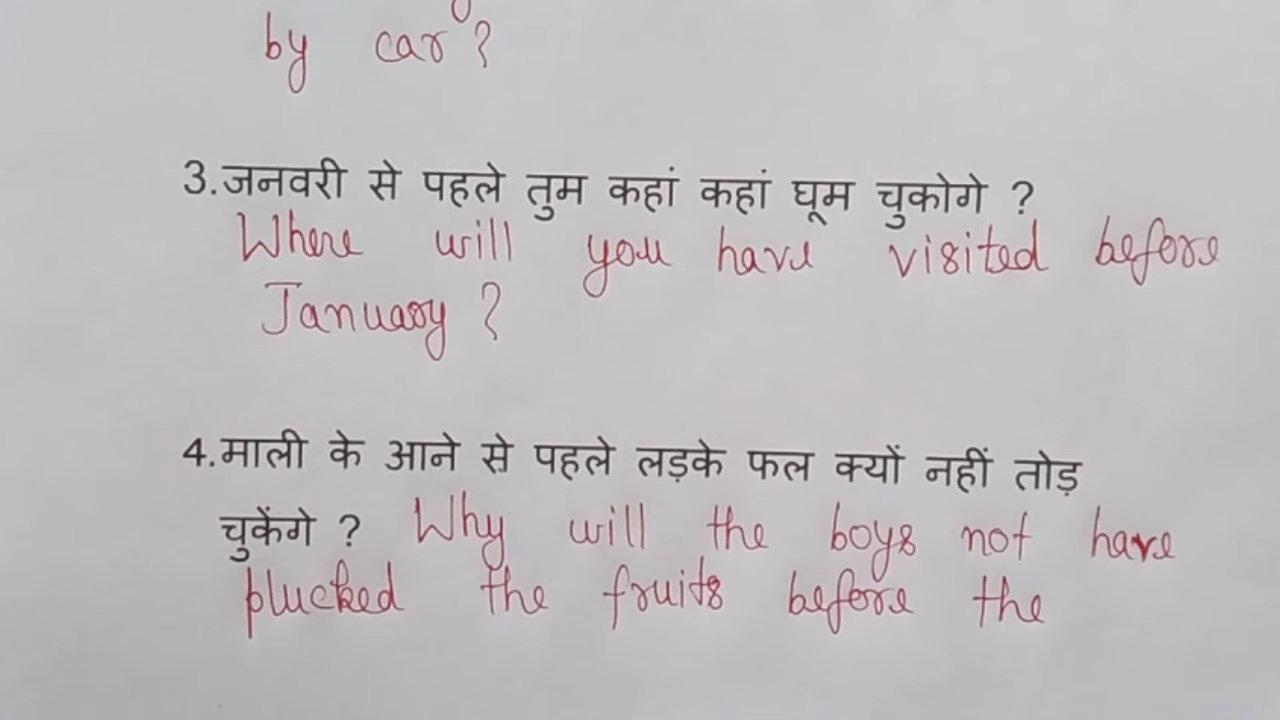 by car?
3.जनवरी से पहले तुम कहां कहां घूम चुकोगे ?
Where will you have visited before
January ?
4.माली के आने से पहले लड़के फल क्यों नहीं तोड़
चुकेंगे ? Why will the boys not have
plucked the fruits before the